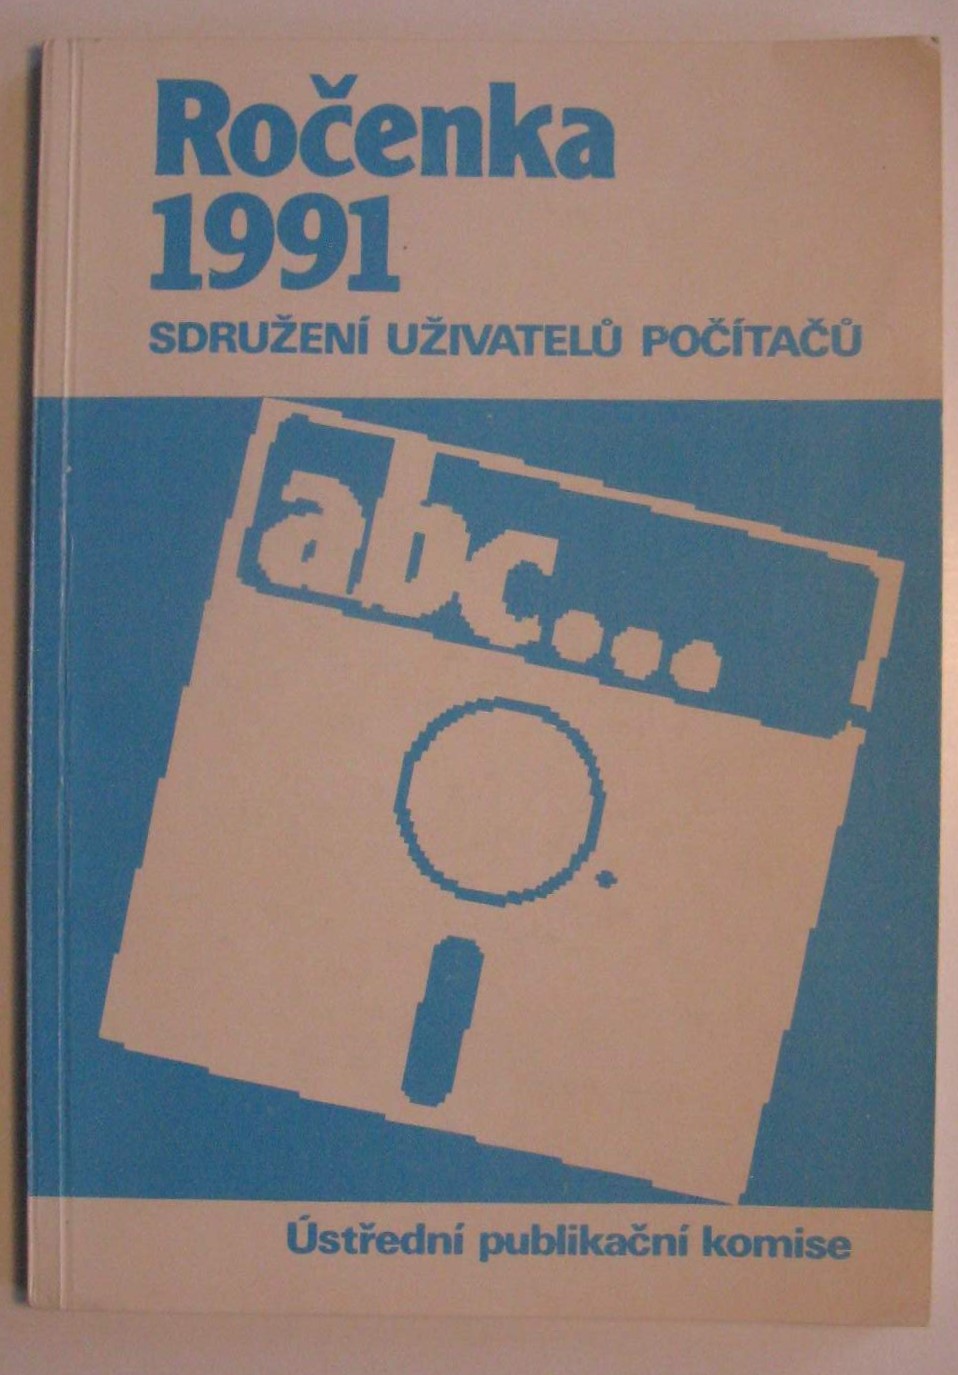 Ročenka
1991
SDRUŽENÍ UŽIVATELŮ POČÍTAČŮ
abc...
Ústřední publikační komise